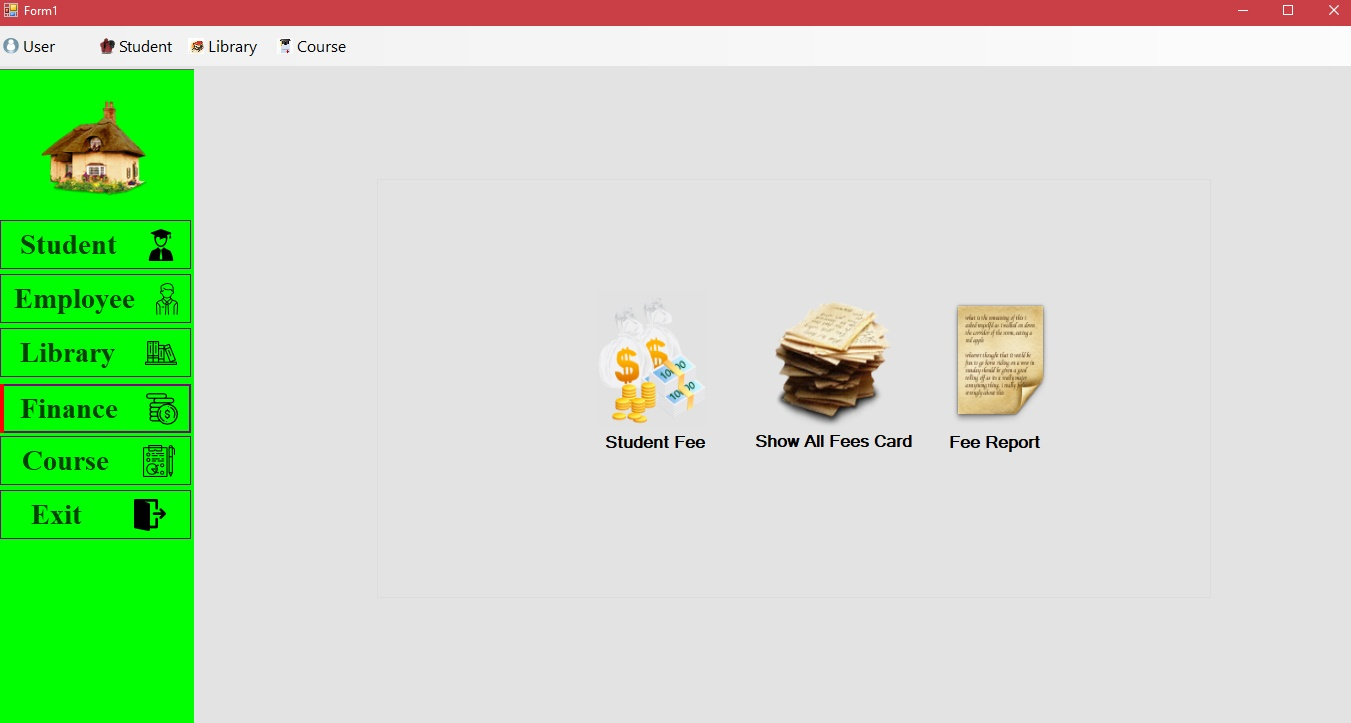 Form1
User Student Library Course
Student
Employee
Library
Finance
Course
Exit
Student Fee
Show All Fees Card
Fee Report